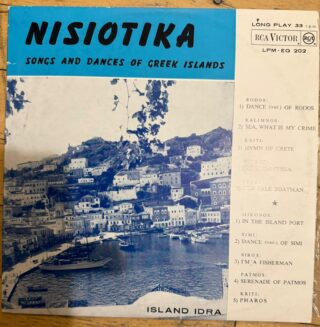 NISIOTIKA
SONGS AND DANCES OF GREEK ISLANDS
LONG PLAY 33
RCA VICTOR
LPM-EG 202
RODOS:
1) DANCE OF RODOS
KALIMNOS:
2) SEA, WHAT IS MY CRIME
KRITI:
3) HYMN OF CRETE
BOATMAN
★
MIKONOS:
1) IN THE ISLAND PORT
SIMI:
2) DANCE OF SIMI
SIROS:
3) I'M A FISHERMAN
PATMOS:
4) SERENADE OF PATMOS
KRITI:
5) PHAROS
ISLAND IDRA